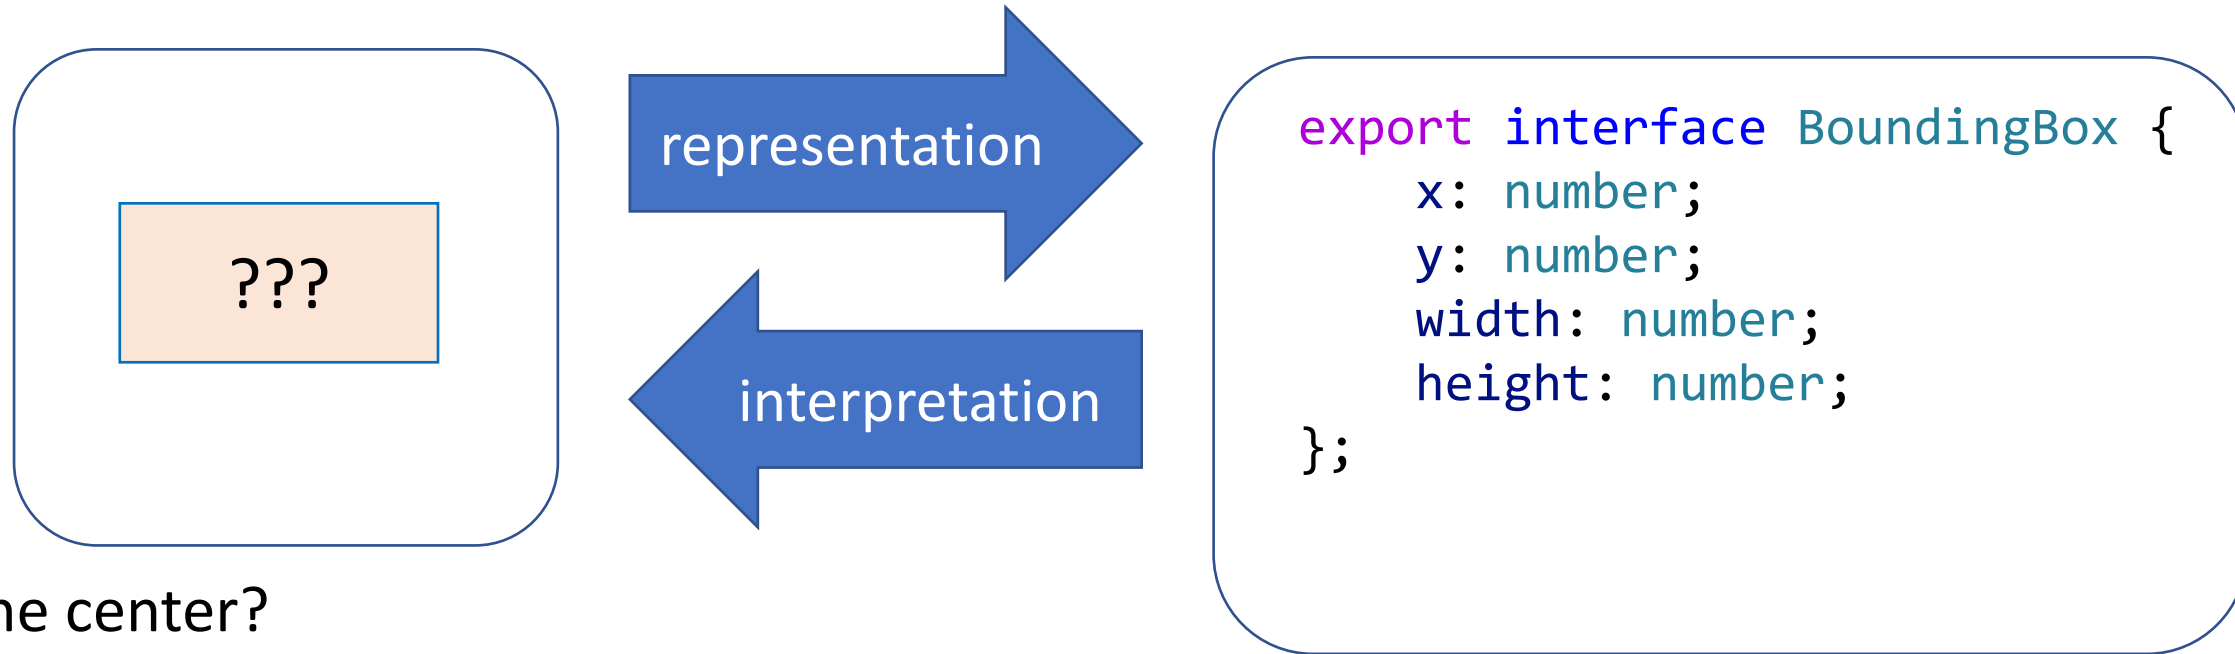 ???
representation
interpretation
export interface BoundingBox {
    x: number;
    y: number;
    width: number;
    height: number;
};
center?